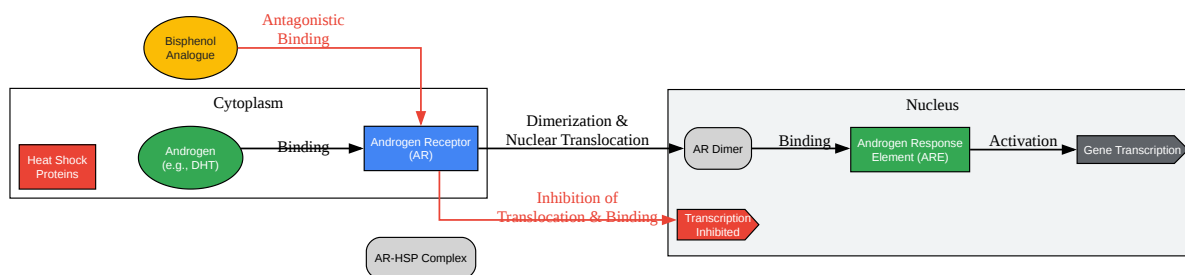 Antagonistic
Binding
Bisphenol
Analogue
Cytoplasm
Nucleus
Heat Shock
Proteins
Androgen
(e.g., DHT)
Binding
Androgen Receptor
(AR)
Dimerization &
Nuclear Translocation
AR Dimer
Binding
Androgen Response
Element (ARE)
Activation
Gene Transcription
Inhibition of
Translocation & Binding
Transcription
Inhibited
AR-HSP Complex